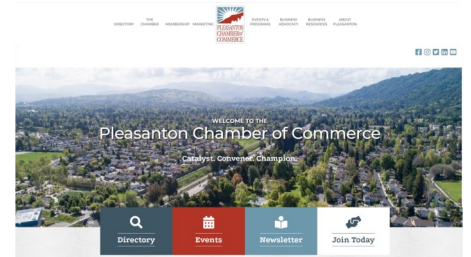 DIRECTORY
THE
CHAMBER
MEMBERSHIP
MARKETING
PLEASANTON
CHAMBER OF
COMMERCE
EVENTS &
PROGRAMS
BUSINESS
ADVOCACY
BUSINESS
RESOURCES
ABOUT
PLEASANTON
WELCOME TO THE
Pleasanton Chamber of Commerce
Catalyst. Convener. Champion.
Directory
Events
Newsletter
Join Today